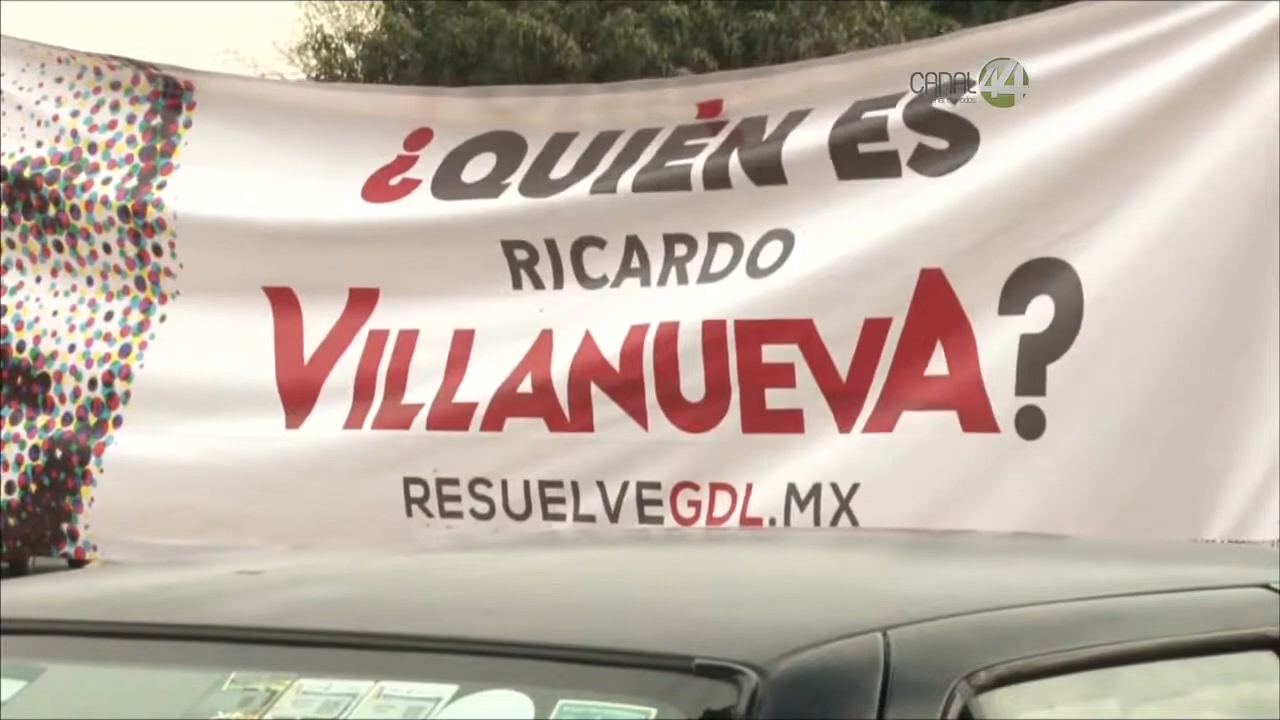 CANAL 44
¿QUIÉN ES
RICARDO
VILLANUEVA?
RESUELVEGDL.MX